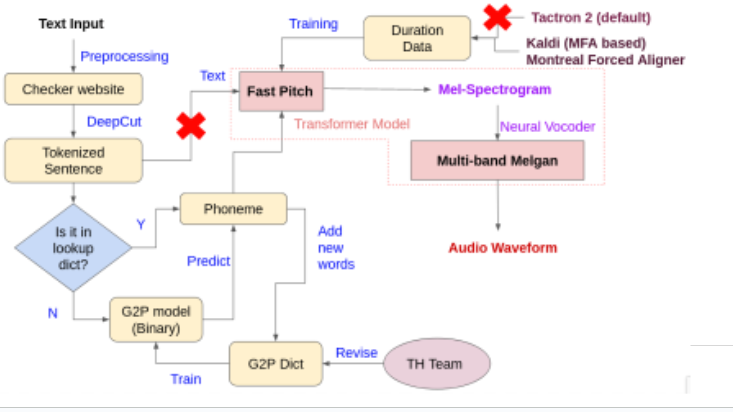 Text Input
Preprocessing
Checker website
DeepCut
Tokenized
Sentence
Is it in
lookup
dict?
Y
N
Text
Training
Duration
Data
Tactron 2 (default)
Kaldi (MFA based)
Montreal Forced Aligner
Fast Pitch
Mel-Spectrogram
Transformer Model
Neural Vocoder
Multi-band Melgan
Audio Waveform
Phoneme
Predict
Add
new
words
G2P model
(Binary)
Train
G2P Dict
Revise
TH Team